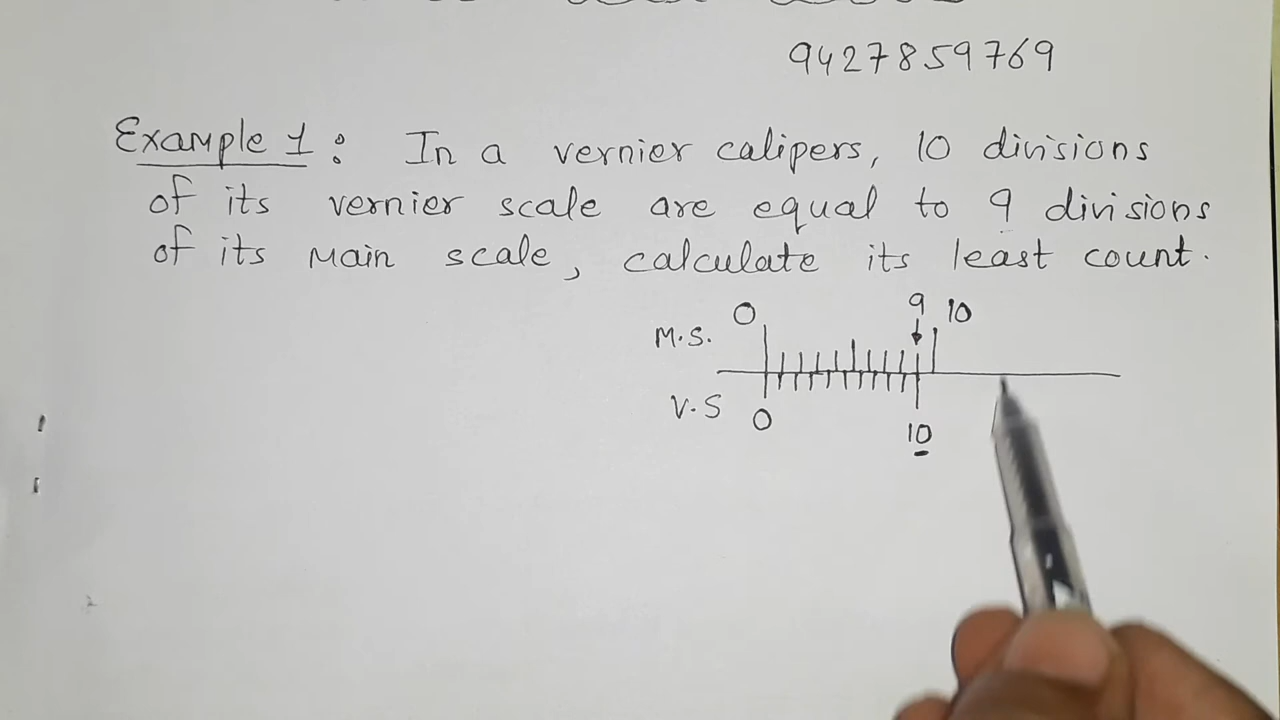 9427859769
Example 1: In a vernier calipers, 10 divisions
of its vernier scale are equal to 9 divisions
of its main scale, calculate its least count.
0 9 10
M.S.
V.S 0
10